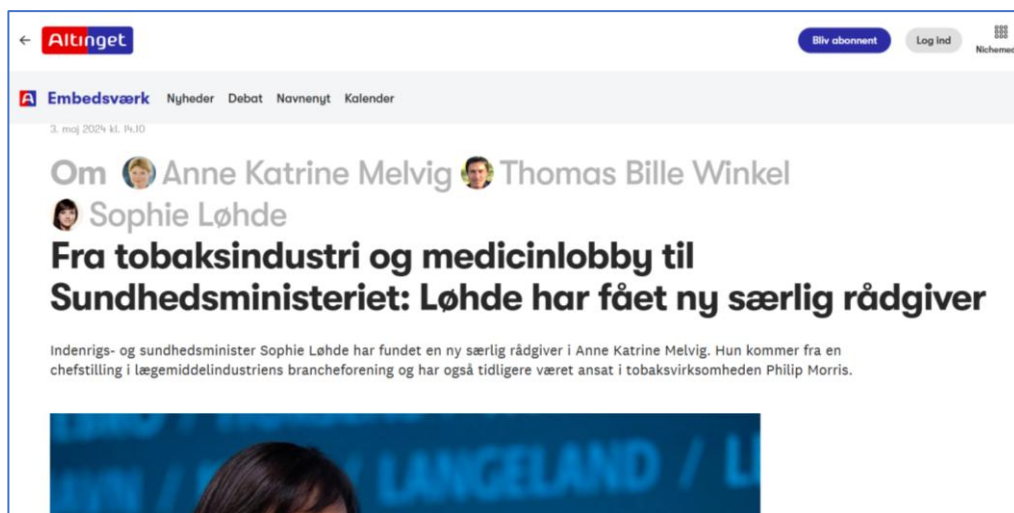 Altinget
Bliv abonnent
Log ind
A Embedsværk Nyheder Debat Navnenyt Kalender
3. maj 2024 kl. 14.10
Om Anne Katrine Melvig Thomas Bille Winkel
Sophie Løhde
Fra tobaksindustri og medicinlobby til
Sundhedsministeriet: Løhde har fået ny særlig rådgiver
Indenrigs- og sundhedsminister Sophie Løhde har fundet en ny særlig rådgiver i Anne Katrine Melvig. Hun kommer fra en
chefstilling i lægemiddelindustriens brancheforening og har også tidligere været ansat i tobaksvirksomheden Philip Morris.
LANGELAND / L